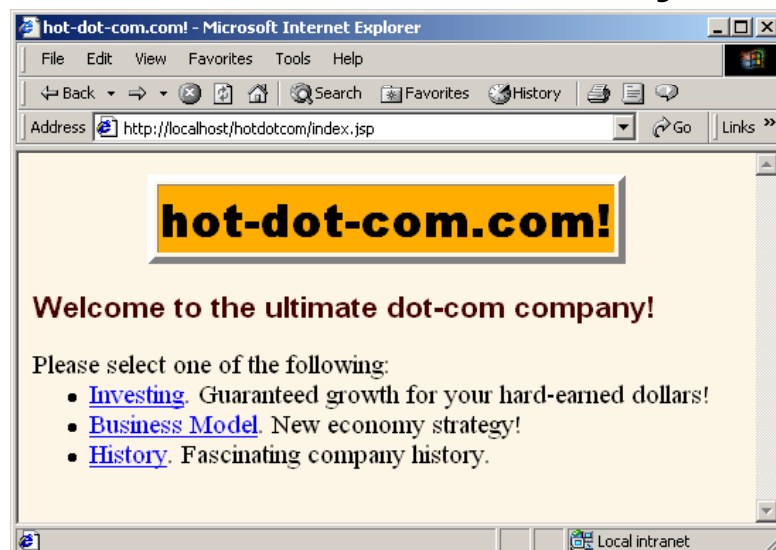 hot-dot-com.com! - Microsoft Internet Explorer
File Edit View Favorites Tools Help
Back Search Favorites History
Address http://localhost/hotdotcom/index.jsp Go Links »
hot-dot-com.com!
Welcome to the ultimate dot-com company!
Please select one of the following:
• Investing. Guaranteed growth for your hard-earned dollars!
• Business Model. New economy strategy!
• History. Fascinating company history.
Local intranet